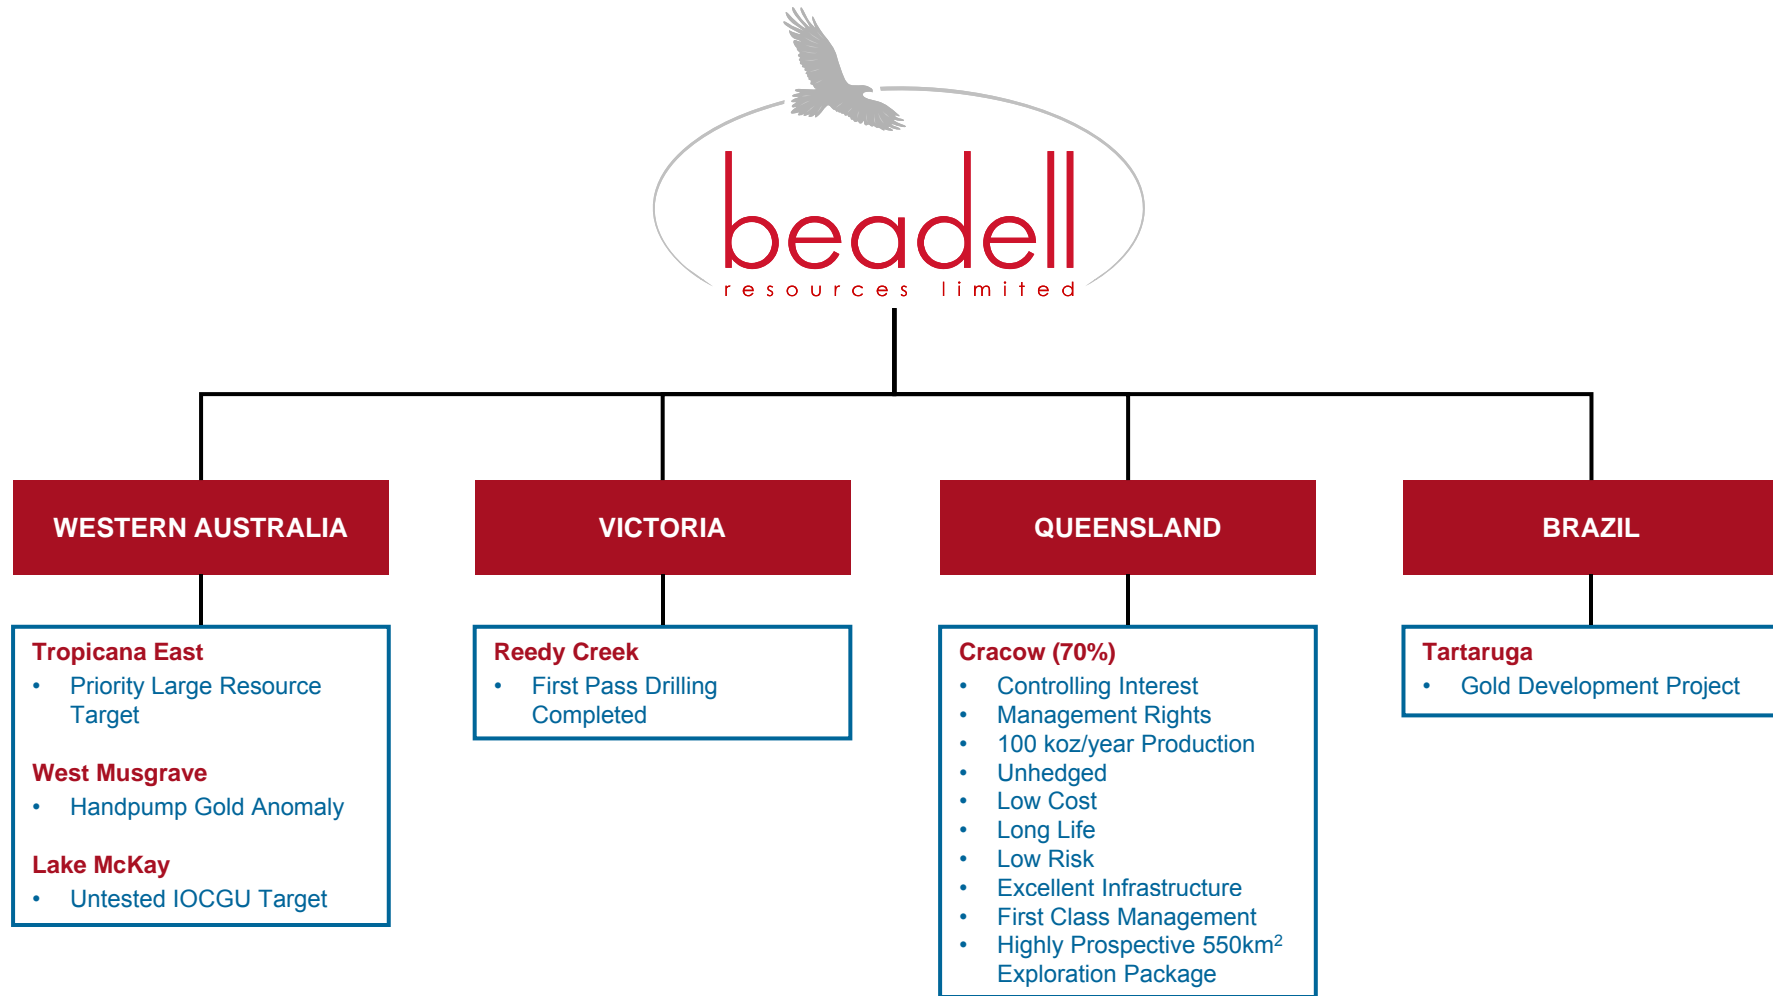 beadell
resources limited
WESTERN AUSTRALIA
Tropicana East
• Priority Large Resource
Target
West Musgrave
• Handpump Gold Anomaly
Lake McKay
• Untested IOCGU Target
VICTORIA
Reedy Creek
• First Pass Drilling
Completed
QUEENSLAND
Cracow (70%)
• Controlling Interest
• Management Rights
• 100 koz/year Production
• Unhedged
• Low Cost
• Long Life
• Low Risk
• Excellent Infrastructure
• First Class Management
• Highly Prospective 550km²
Exploration Package
BRAZIL
Tartaruga
• Gold Development Project